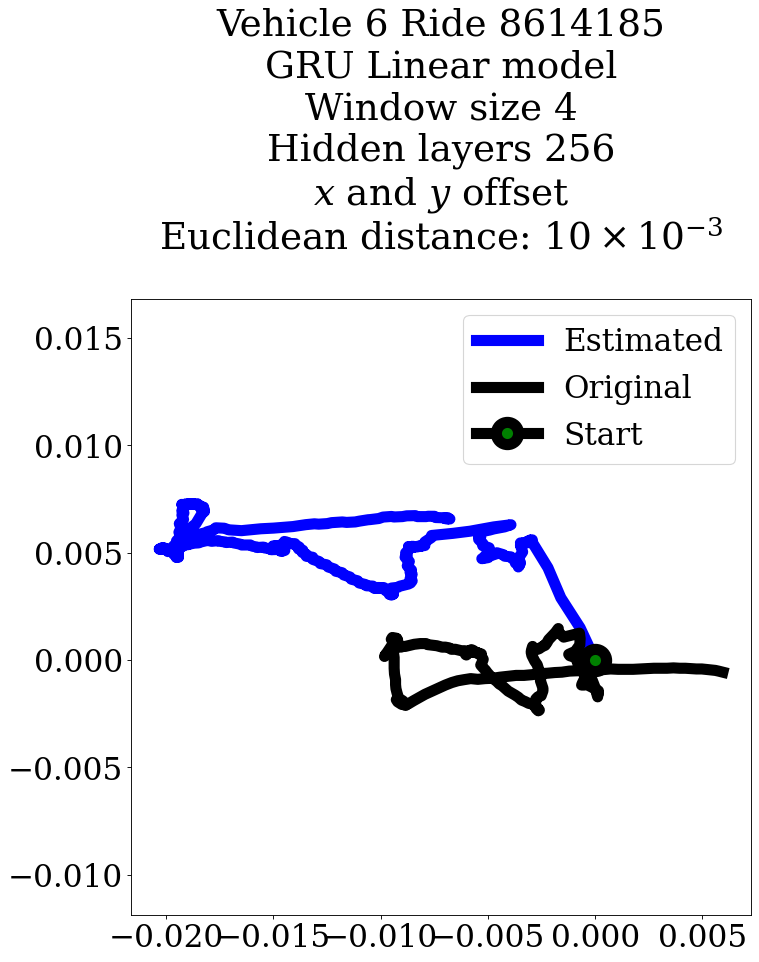 Vehicle 6 Ride 8614185
GRU Linear model
Window size 4
Hidden layers 256
x and y offset
Euclidean distance: 10 × 10⁻³
Estimated
Original
Start
0.015
0.010
0.005
0.000
−0.005
−0.010
−0.020 −0.015 −0.010 −0.005 0.000 0.005